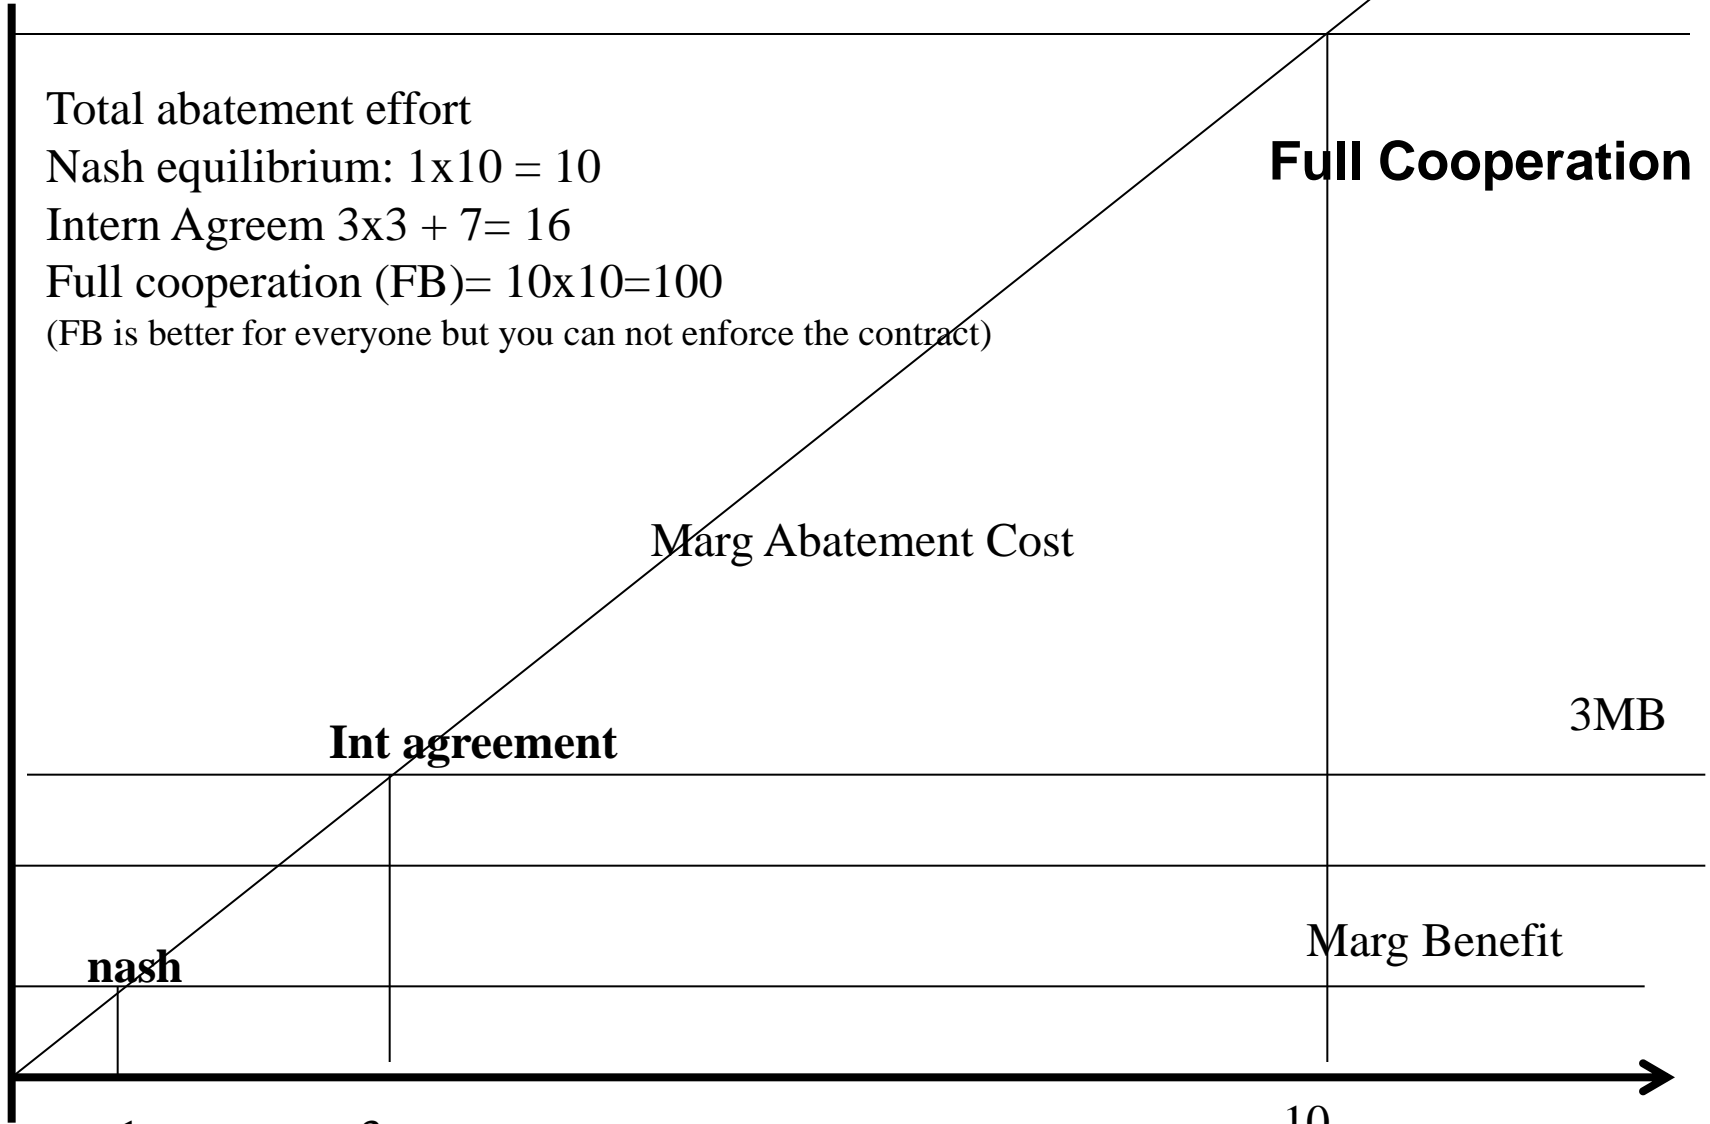 Total abatement effort
Nash equilibrium: 1x10 = 10
Intern Agreem 3x3 + 7= 16
Full cooperation (FB)= 10x10=100
(FB is better for everyone but you can not enforce the contract)
Full Cooperation
Marg Abatement Cost
3MB
Int agreement
Marg Benefit
nash
10